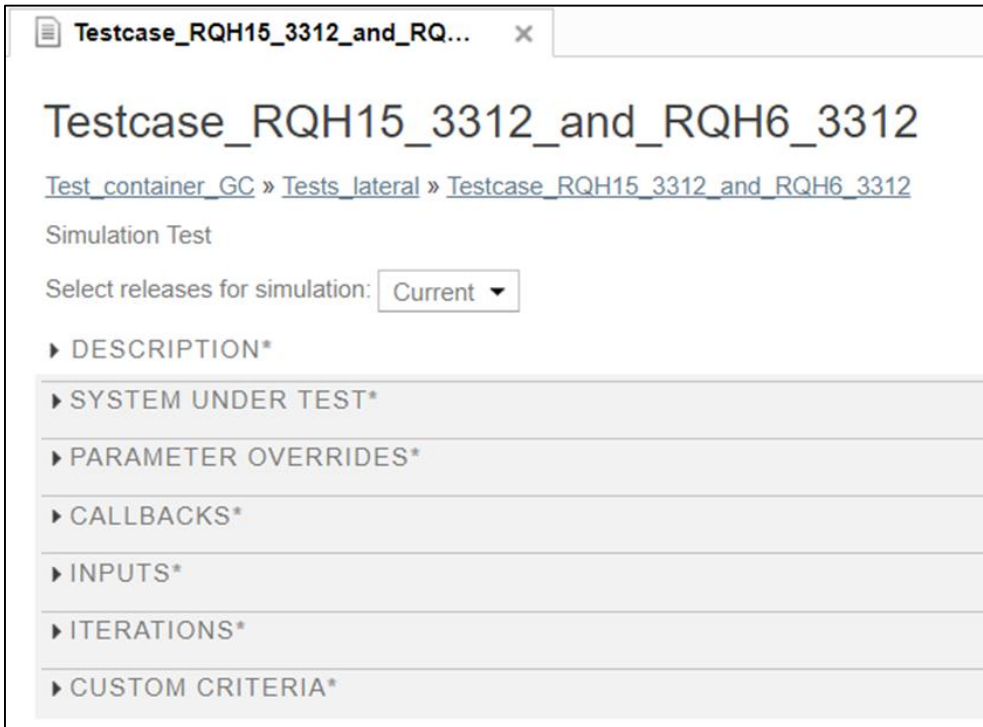 Testcase_RQH15_3312_and_RQ...
Testcase_RQH15_3312_and_RQH6_3312
Test_container_GC » Tests_lateral » Testcase_RQH15_3312_and_RQH6_3312
Simulation Test
Select releases for simulation: Current
DESCRIPTION*
SYSTEM UNDER TEST*
PARAMETER OVERRIDES*
CALLBACKS*
INPUTS*
ITERATIONS*
CUSTOM CRITERIA*